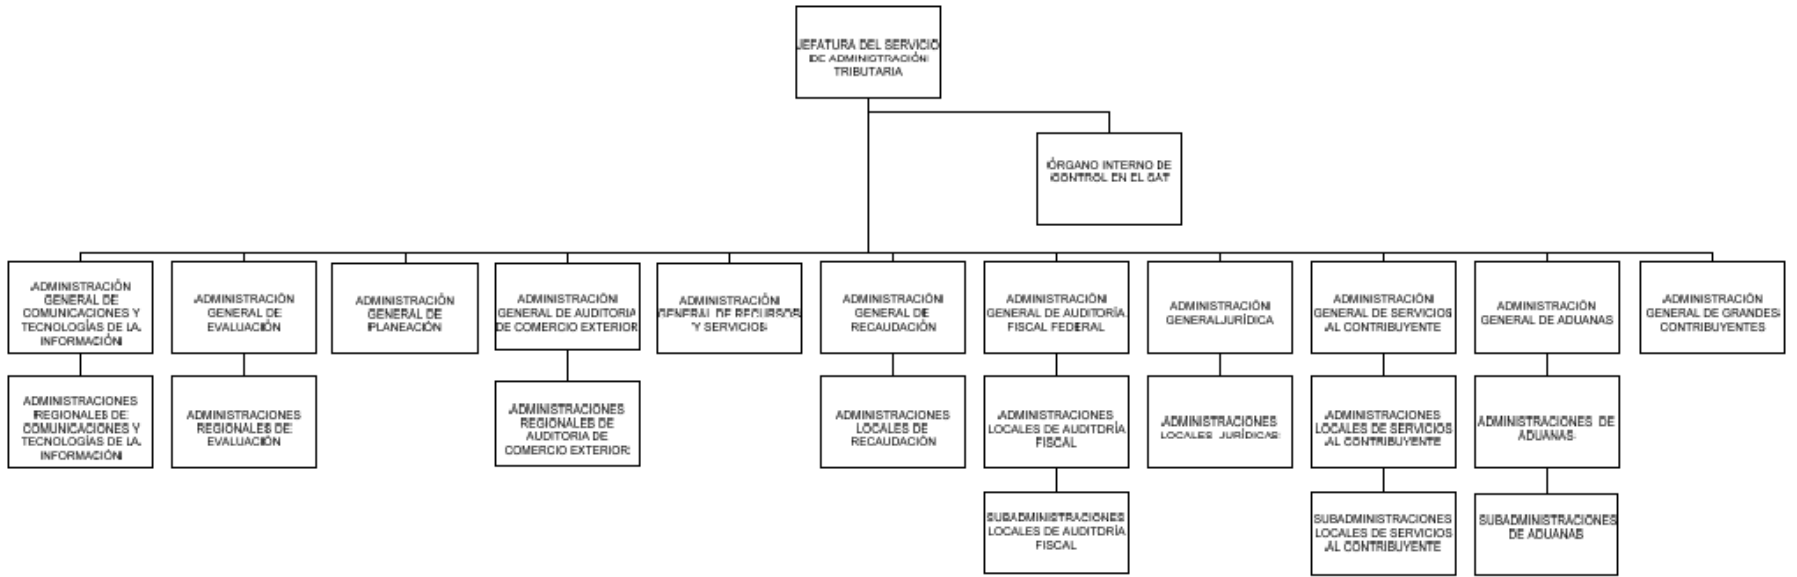 JEFATURA DEL SERVICIO
DE ADMINISTRACIÓN
TRIBUTARIA
ÓRGANO INTERNO DE
CONTROL EN EL SAT
ADMINISTRACIÓN
GENERAL DE
COMUNICACIONES Y
TECNOLOGÍAS DE LA
INFORMACIÓN
ADMINISTRACIÓN
GENERAL DE
EVALUACIÓN
ADMINISTRACIÓN
GENERAL DE
PLANEACIÓN
ADMINISTRACIÓN
GENERAL DE AUDITORIA
DE COMERCIO EXTERIOR
ADMINISTRACIÓN
GENERAL DE RECURSOS
Y SERVICIOS
ADMINISTRACIÓN
GENERAL DE
RECAUDACIÓN
ADMINISTRACIÓN
GENERAL DE AUDITORÍA
FISCAL FEDERAL
ADMINISTRACIÓN
GENERAL JURÍDICA
ADMINISTRACIÓN
GENERAL DE SERVICIOS
AL CONTRIBUYENTE
ADMINISTRACIÓN
GENERAL DE ADUANAS
ADMINISTRACIÓN
GENERAL DE GRANDES
CONTRIBUYENTES
ADMINISTRACIONES
REGIONALES DE
COMUNICACIONES Y
TECNOLOGÍAS DE LA
INFORMACIÓN
ADMINISTRACIONES
REGIONALES DE
EVALUACIÓN
ADMINISTRACIONES
REGIONALES DE
AUDITORIA DE
COMERCIO EXTERIOR
ADMINISTRACIONES
LOCALES DE
RECAUDACIÓN
ADMINISTRACIONES
LOCALES DE AUDITORÍA
FISCAL
ADMINISTRACIONES
LOCALES JURÍDICAS
ADMINISTRACIONES
LOCALES DE SERVICIOS
AL CONTRIBUYENTE
ADMINISTRACIONES DE
ADUANAS
SUBADMINISTRACIONES
LOCALES DE AUDITORÍA
FISCAL
SUBADMINISTRACIONES
LOCALES DE SERVICIOS
AL CONTRIBUYENTE
SUBADMINISTRACIONES
DE ADUANAS